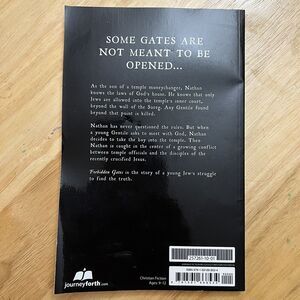 SOME GATES ARE
NOT MEANT TO BE
OPENED...
As the son of a temple moneychanger, Nathan
knows the laws of God's house. He knows that only
Jews are allowed into the temple's inner court,
beyond the wall of the Soreg. Any Gentile found
beyond that point is killed.
Nathan has never questioned the rules. But when
a young Gentile asks to meet with God, Nathan
decides to take the boy into the temple. Then
Nathan is caught in the center of a growing conflict
between temple officials and the disciples of
the recently crucified Jesus.
Forbidden Gates is the story of a young Jew's struggle
to find the truth.
257261-10-01
journeyforth
Christian Fiction
Ages 9–12